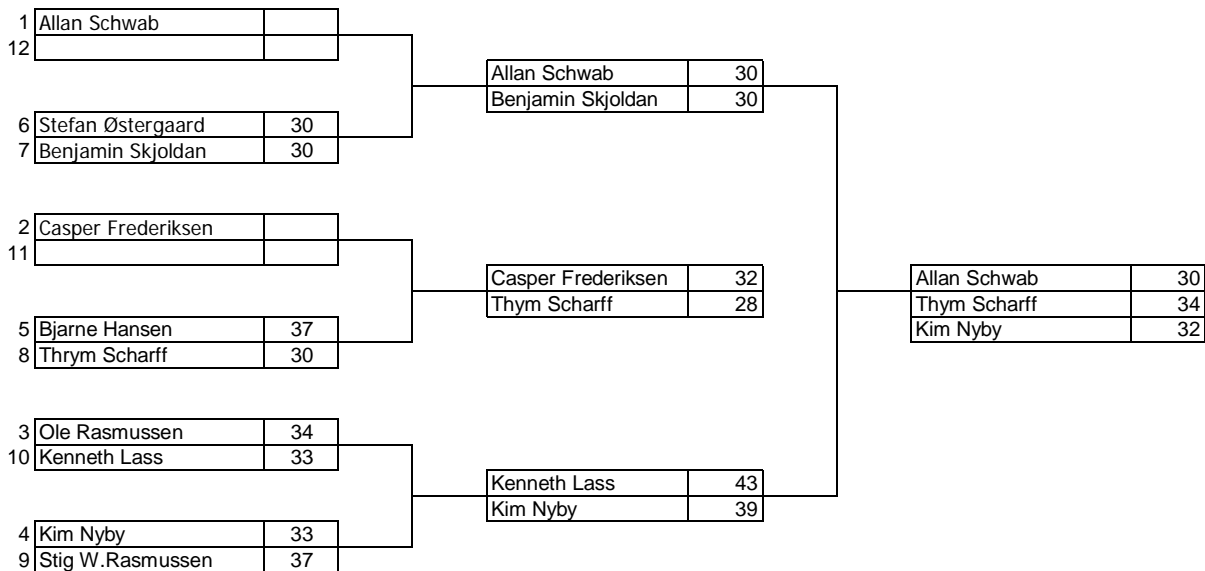 1 Allan Schwab
12
Allan Schwab 30
Benjamin Skjoldan 30
6 Stefan Østergaard 30
7 Benjamin Skjoldan 30
2 Casper Frederiksen
11
Casper Frederiksen 32
Thym Scharff 28
Allan Schwab 30
Thym Scharff 34
Kim Nyby 32
5 Bjarne Hansen 37
8 Thrym Scharff 30
3 Ole Rasmussen 34
10 Kenneth Lass 33
Kenneth Lass 43
Kim Nyby 39
4 Kim Nyby 33
9 Stig W.Rasmussen 37